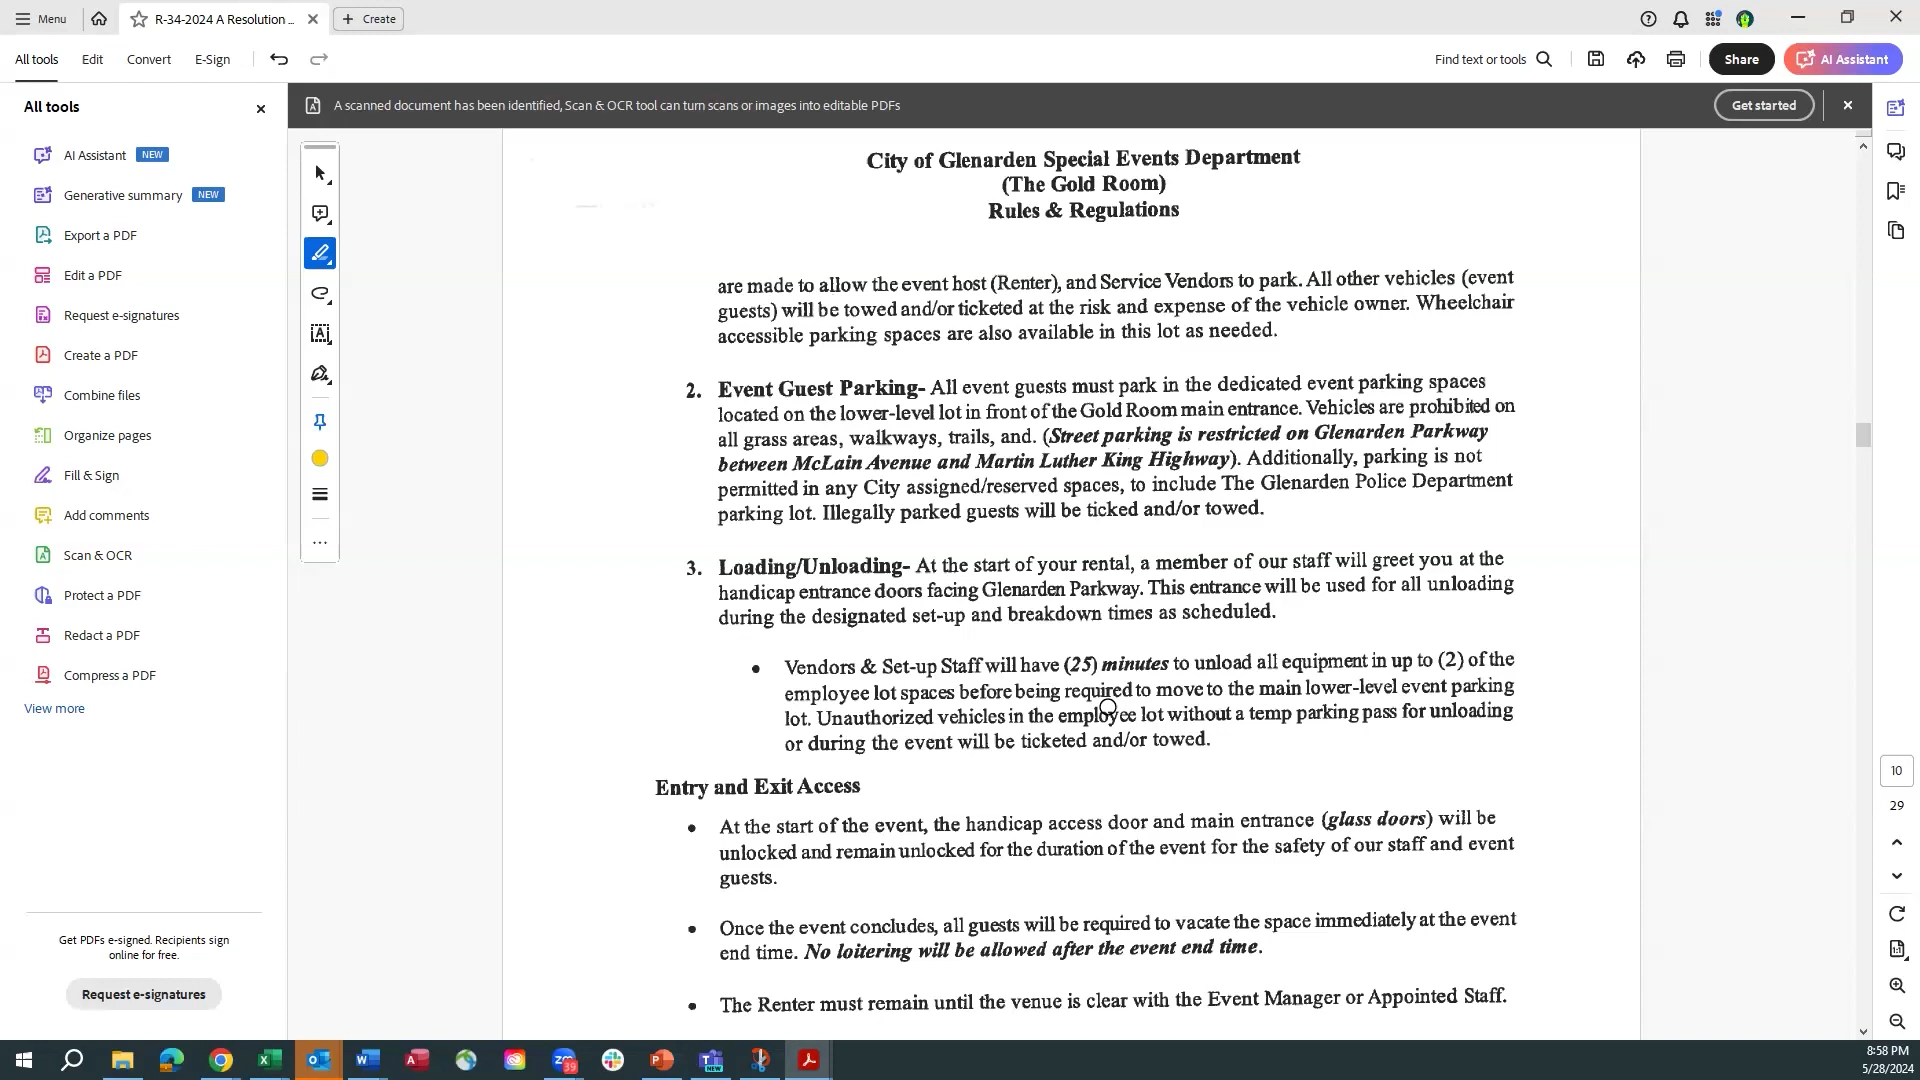 Menu
R-34-2024 A Resolution ...
Create
All tools
Edit
Convert
E-Sign
Find text or tools
Share
AI Assistant
All tools
A scanned document has been identified, Scan & OCR tool can turn scans or images into editable PDFs
Get started
AI Assistant NEW
Generative summary NEW
Export a PDF
Edit a PDF
Request e-signatures
Create a PDF
Combine files
Organize pages
Fill & Sign
Add comments
Scan & OCR
Protect a PDF
Redact a PDF
Compress a PDF
View more
Get PDFs e-signed. Recipients sign
online for free.
Request e-signatures
City of Glenarden Special Events Department
(The Gold Room)
Rules & Regulations
are made to allow the event host (Renter), and Service Vendors to park. All other vehicles (event
guests) will be towed and/or ticketed at the risk and expense of the vehicle owner. Wheelchair
accessible parking spaces are also available in this lot as needed.
2. Event Guest Parking- All event guests must park in the dedicated event parking spaces
located on the lower-level lot in front of the Gold Room main entrance. Vehicles are prohibited on
all grass areas, walkways, trails, and. (Street parking is restricted on Glenarden Parkway
between McLain Avenue and Martin Luther King Highway). Additionally, parking is not
permitted in any City assigned/reserved spaces, to include The Glenarden Police Department
parking lot. Illegally parked guests will be ticked and/or towed.
3. Loading/Unloading- At the start of your rental, a member of our staff will greet you at the
handicap entrance doors facing Glenarden Parkway. This entrance will be used for all unloading
during the designated set-up and breakdown times as scheduled.
• Vendors & Set-up Staff will have (25) minutes to unload all equipment in up to (2) of the
employee lot spaces before being required to move to the main lower-level event parking
lot. Unauthorized vehicles in the employee lot without a temp parking pass for unloading
or during the event will be ticketed and/or towed.
Entry and Exit Access
• At the start of the event, the handicap access door and main entrance (glass doors) will be
unlocked and remain unlocked for the duration of the event for the safety of our staff and event
guests.
• Once the event concludes, all guests will be required to vacate the space immediately at the event
end time. No loitering will be allowed after the event end time.
• The Renter must remain until the venue is clear with the Event Manager or Appointed Staff.
10
29
39
NEW
8:58 PM
5/28/2024